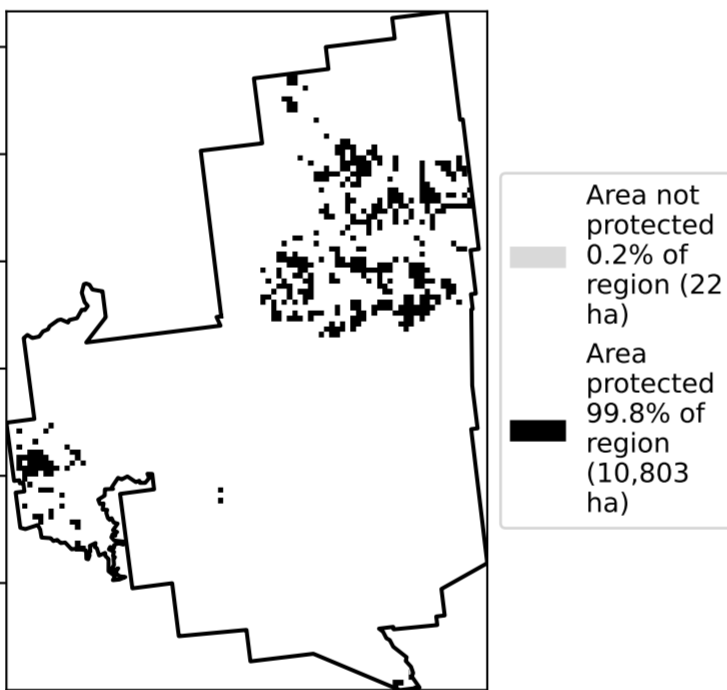 Area not
protected
0.2% of
region (22
ha)
Area
protected
99.8% of
region
(10,803
ha)